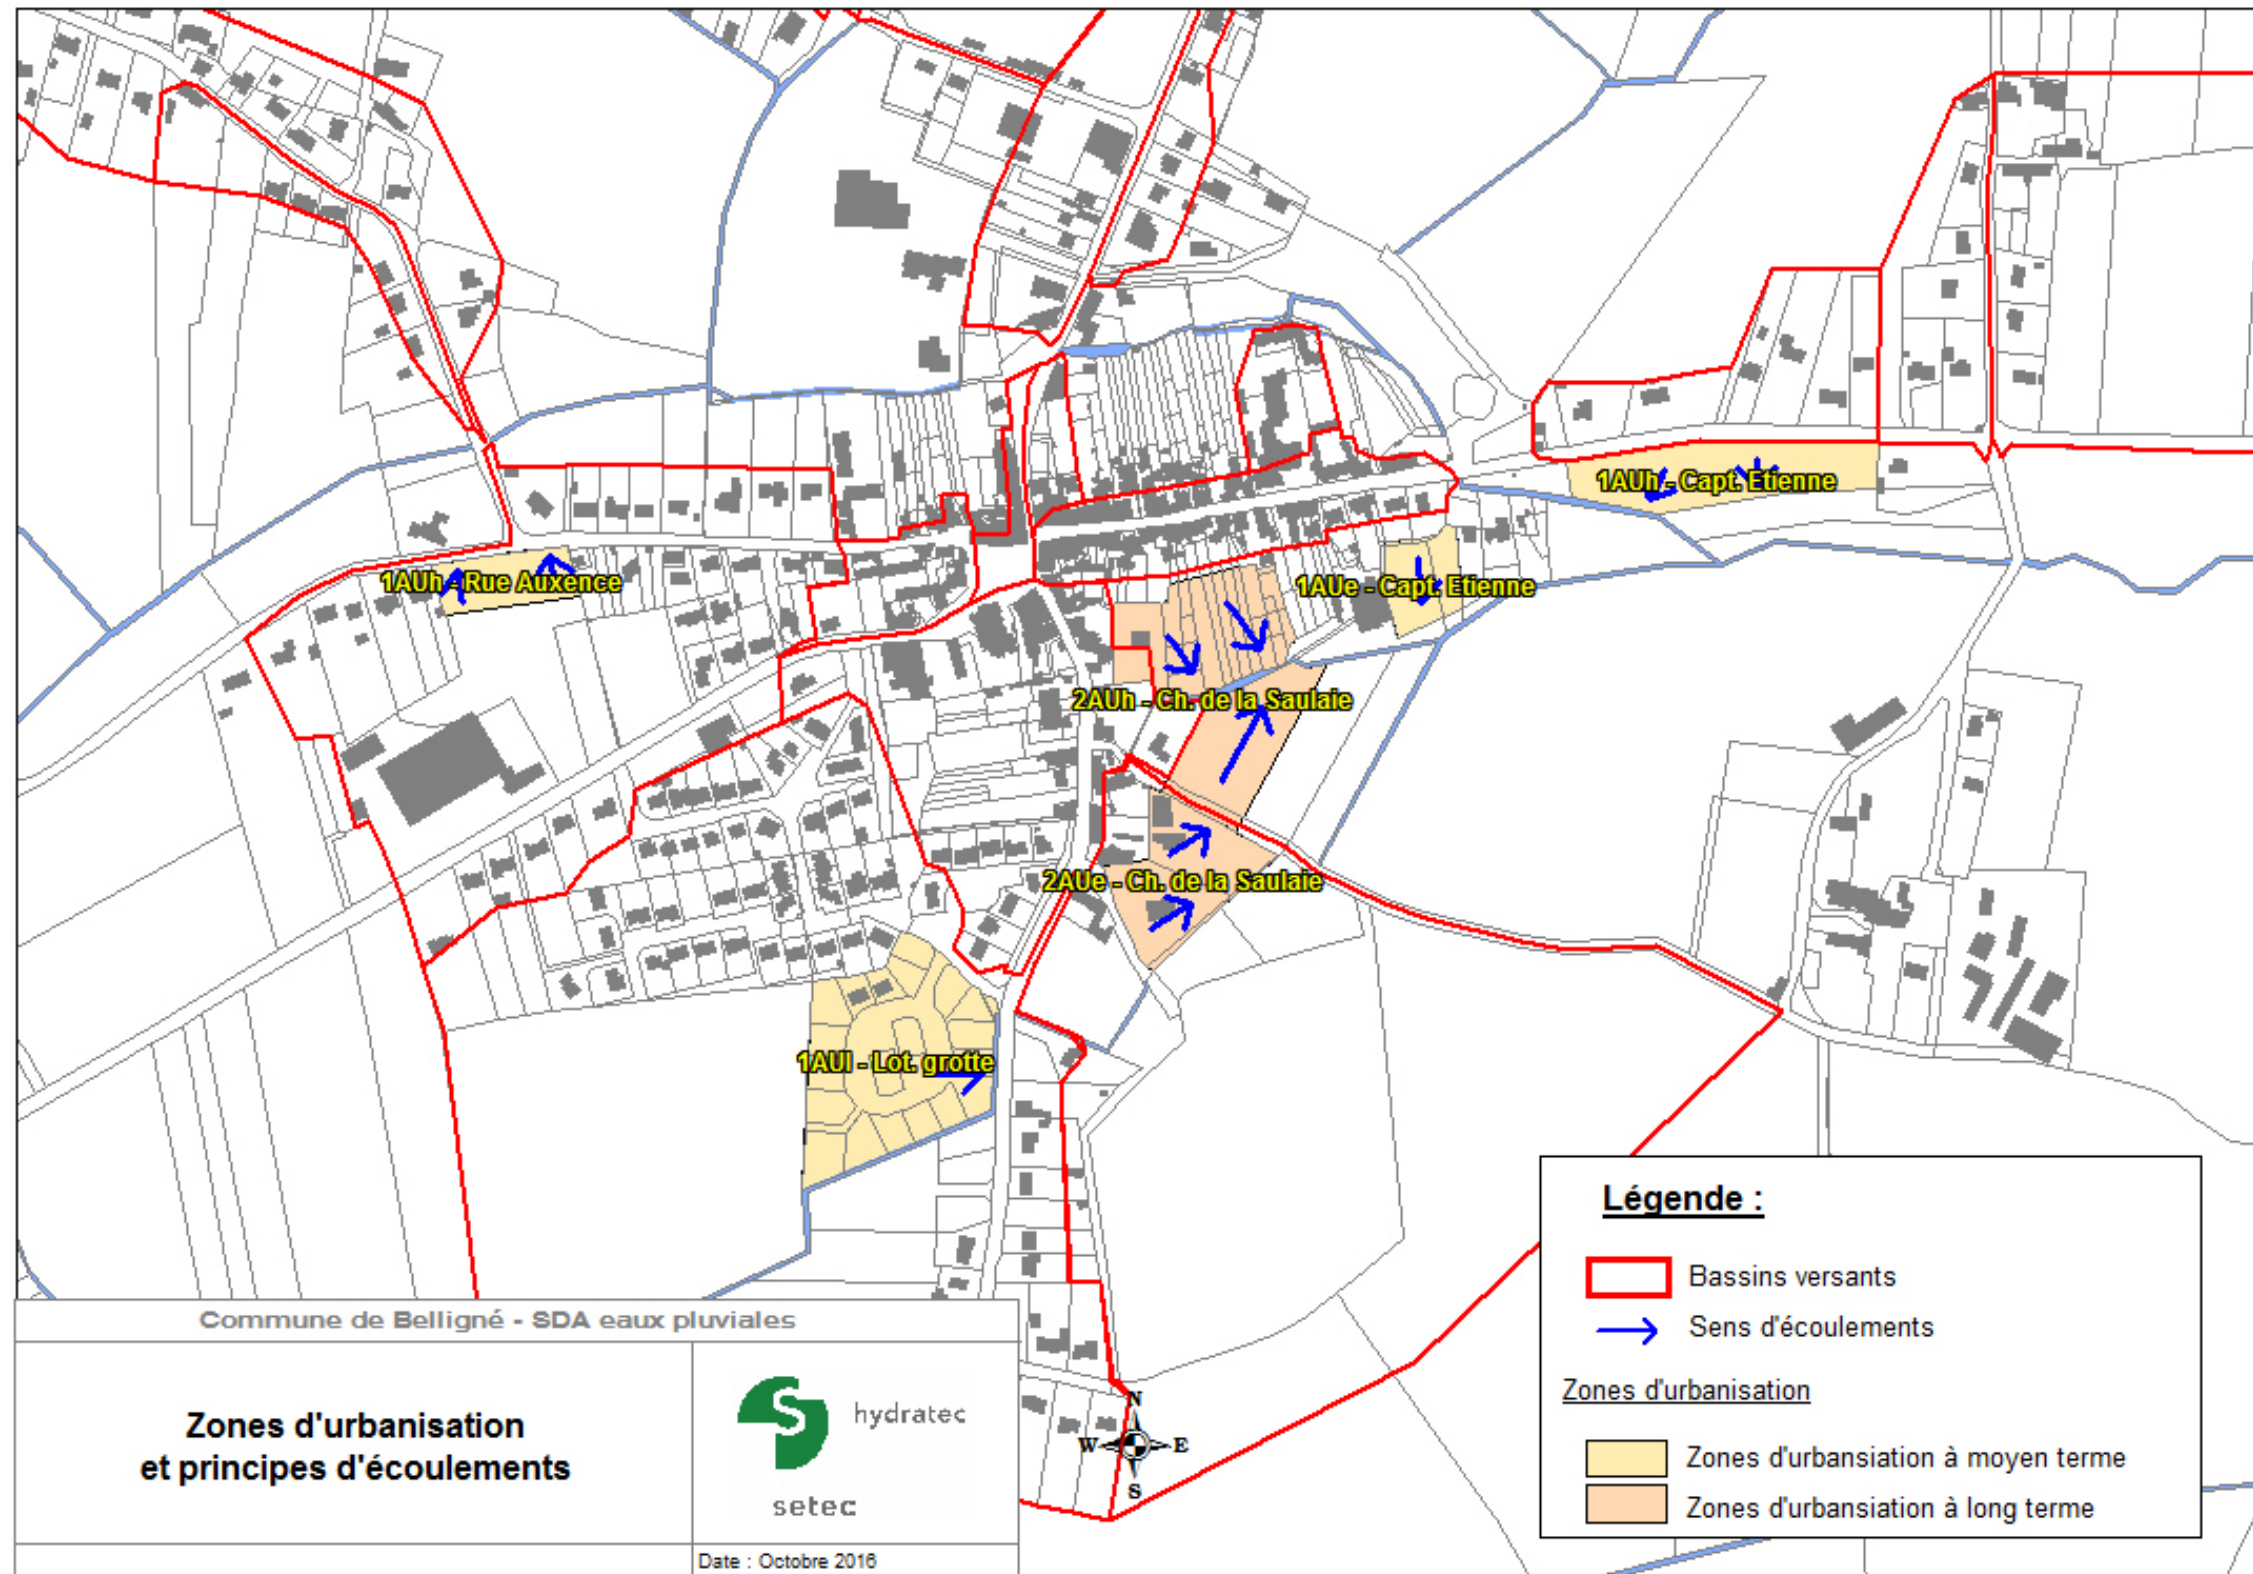 1AUh - Capt. Etienne
1AUh - Rue Auxence
1AUe - Capt. Etienne
2AUh - Ch. de la Saulaie
2AUe - Ch. de la Saulaie
1AUl - Lot. grotte
Légende :
Bassins versants
Sens d'écoulements
Zones d'urbanisation
Zones d'urbansiation à moyen terme
Zones d'urbansiation à long terme
Commune de Belligné - SDA eaux pluviales
Zones d'urbanisation
et principes d'écoulements
hydratec
setec
Date : Octobre 2016
N
W E
S